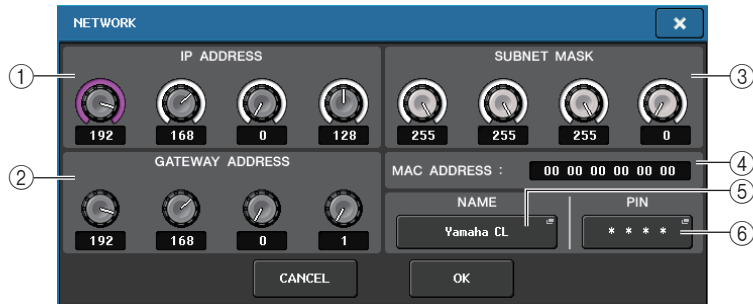 NETWORK
IP ADDRESS
SUBNET MASK
1
3
192 168 0 128
255 255 255 0
GATEWAY ADDRESS
MAC ADDRESS : 00 00 00 00 00 00
4
2
5
NAME
PIN
Yamaha CL
* * * *
6
192 168 0 1
CANCEL
OK